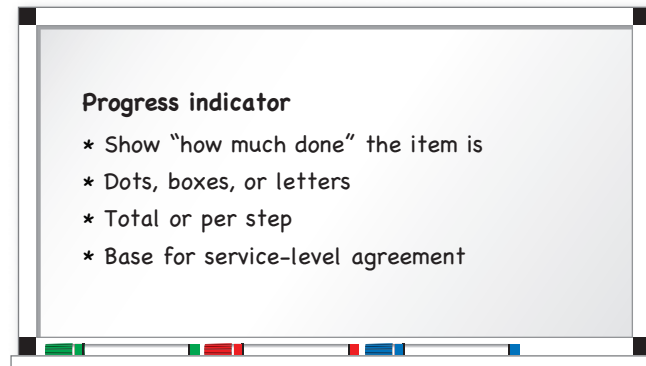 Progress indicator
* Show “how much done” the item is
* Dots, boxes, or letters
* Total or per step
* Base for service-level agreement